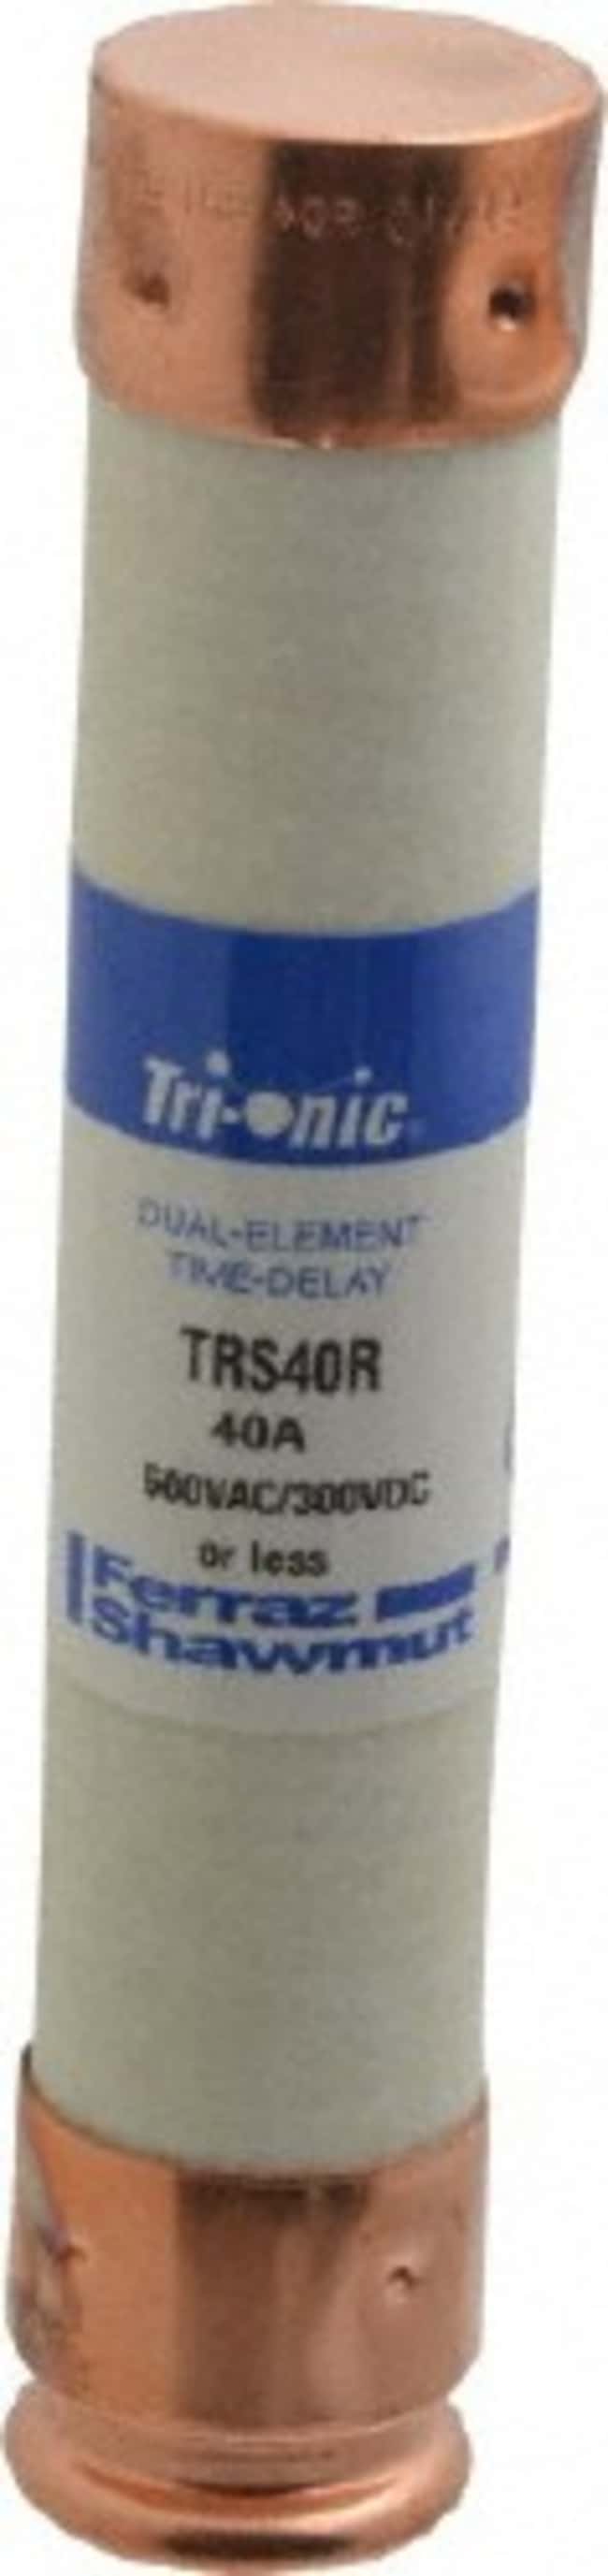 Tri-onic
DUAL-ELEMENT
TIME-DELAY
TRS40R
40A
600VAC/300VDC
or less
Ferraz
Shawmut